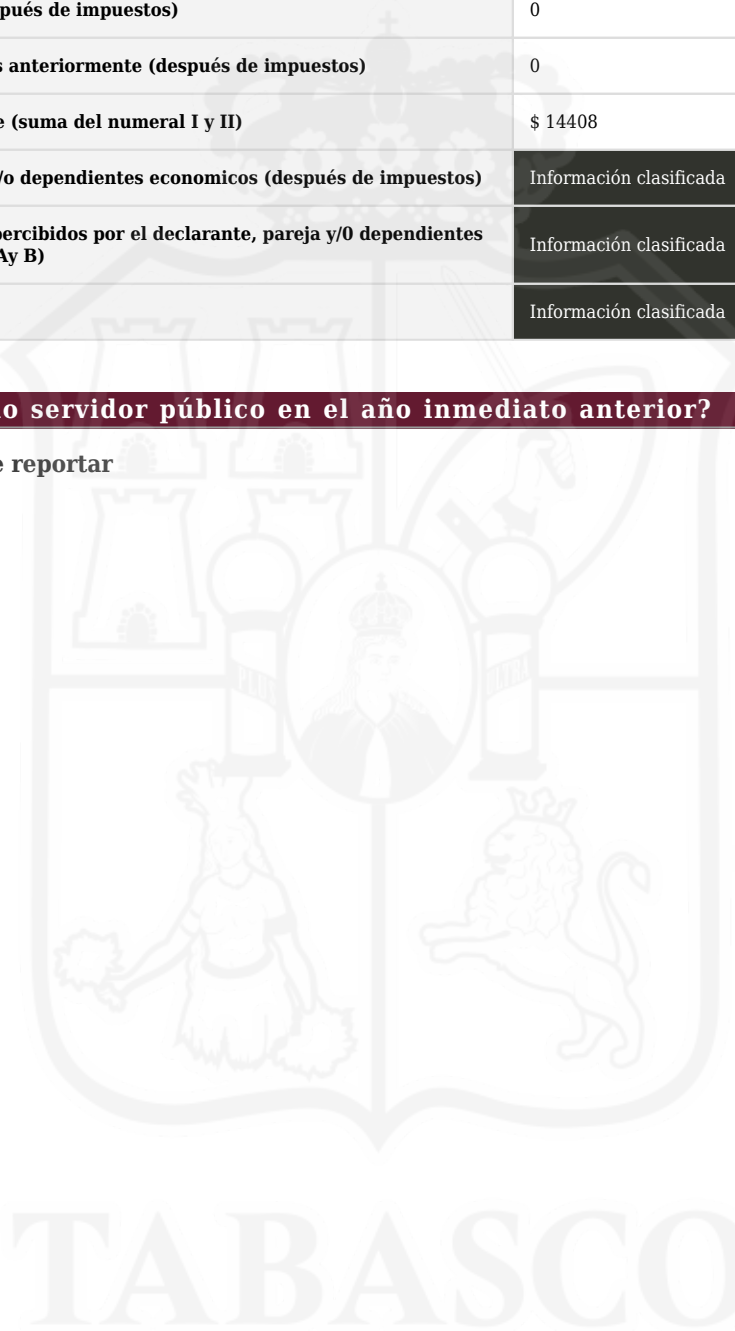 pués de impuestos)
0
s anteriormente (después de impuestos)
0
e (suma del numeral I y II)
$ 14408
/o dependientes economicos (después de impuestos)
Información clasificada
percibidos por el declarante, pareja y/0 dependientes
Ay B)
Información clasificada
Información clasificada
o servidor público en el año inmediato anterior?
e reportar
PLUS
ULTRA
TABASCO